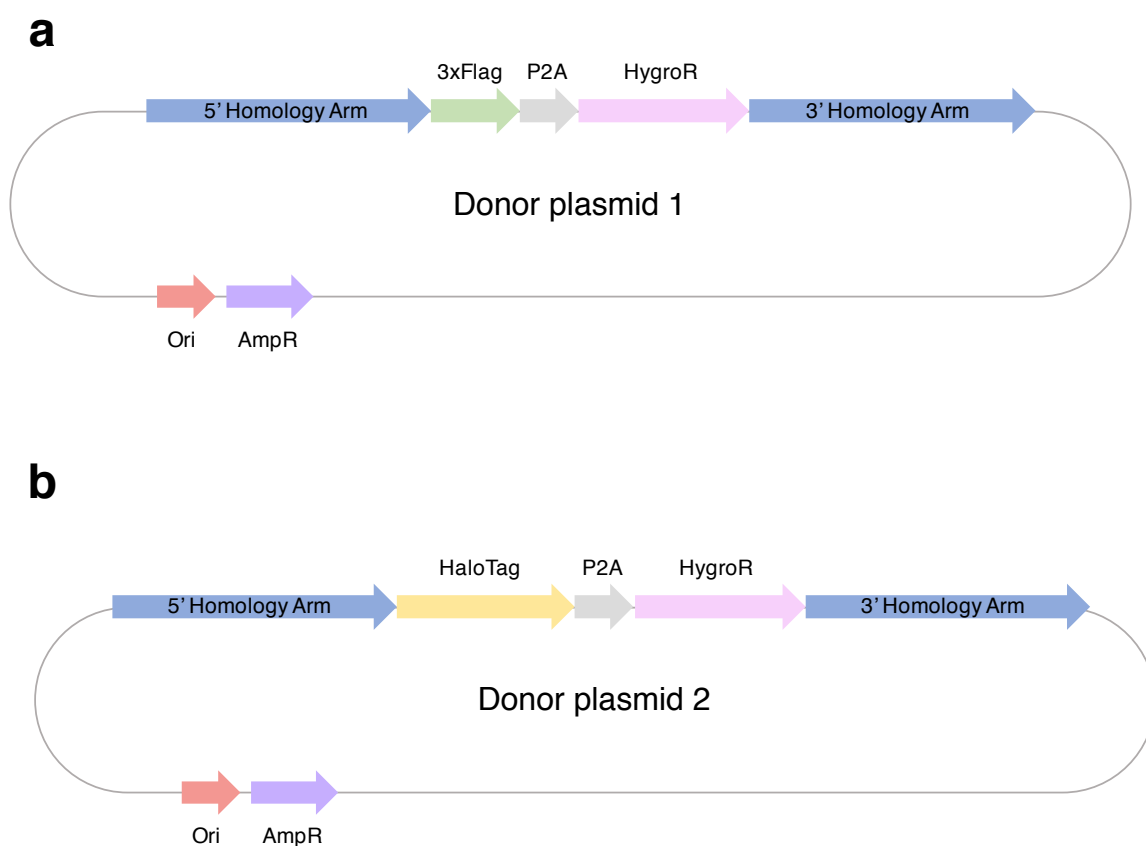 a
3xFlag P2A HygroR
5’ Homology Arm 3’ Homology Arm
Donor plasmid 1
Ori AmpR
b
HaloTag P2A HygroR
5’ Homology Arm 3’ Homology Arm
Donor plasmid 2
Ori AmpR